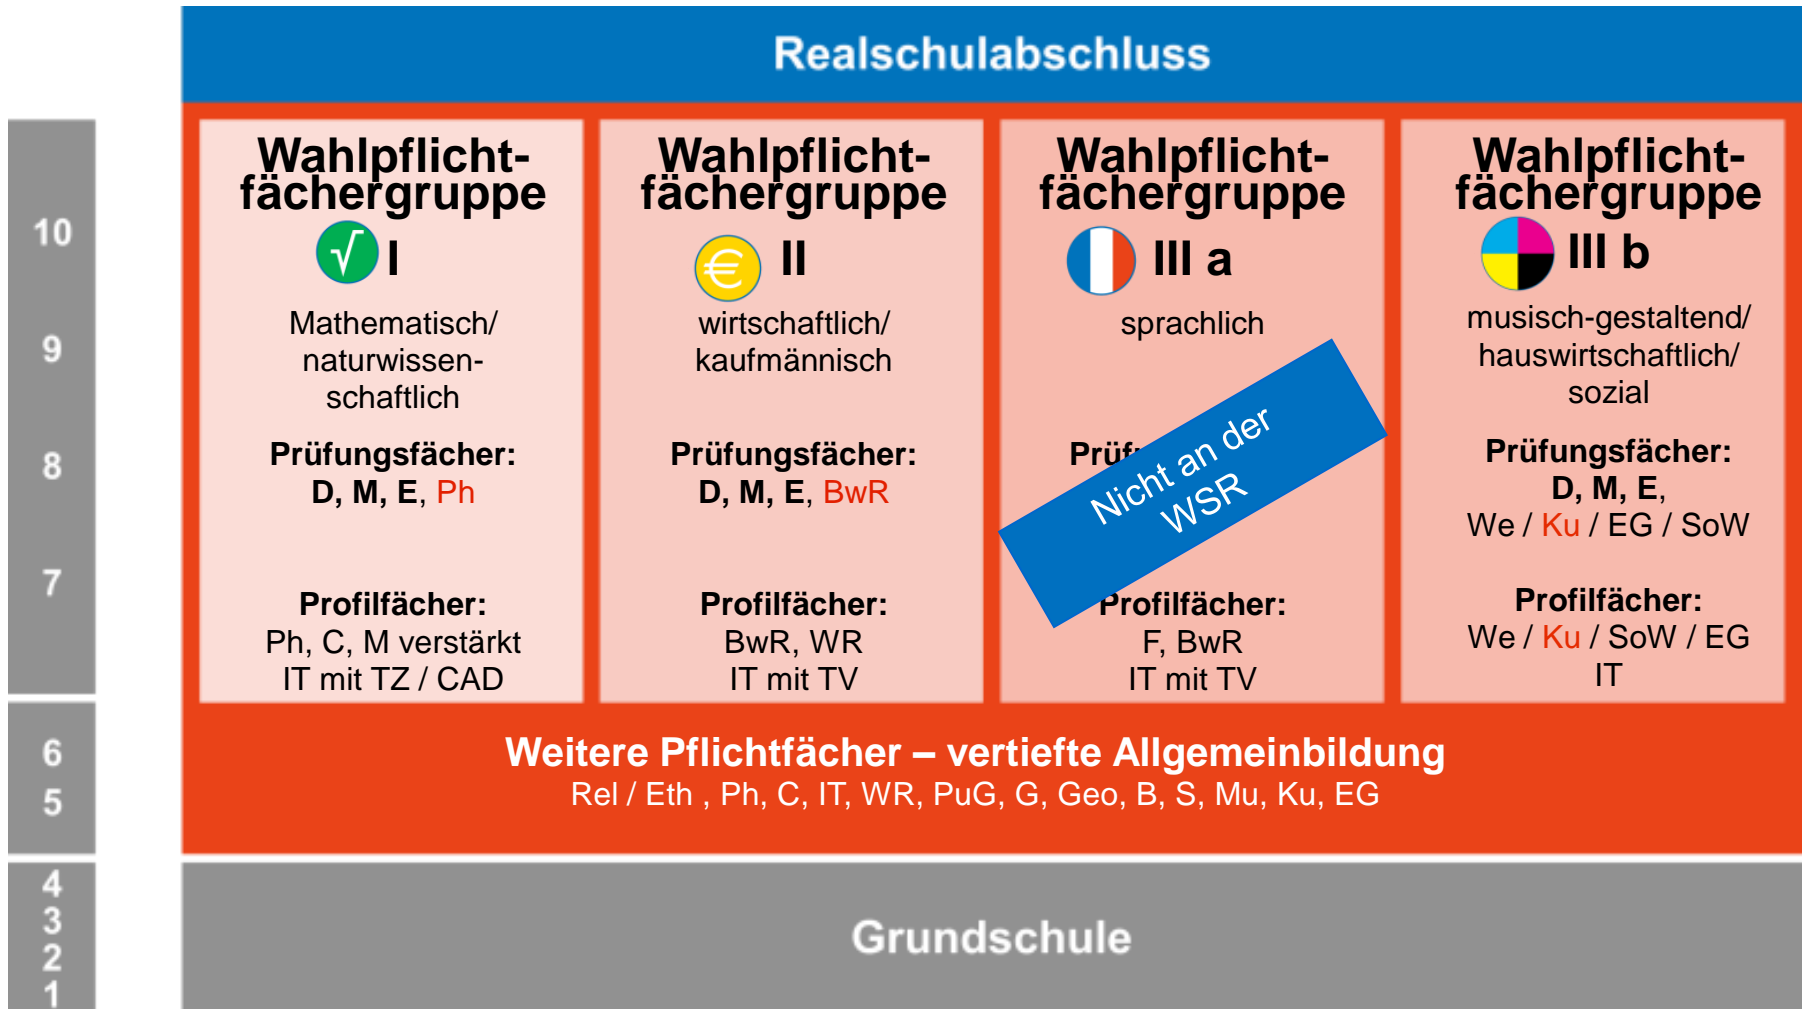 Realschulabschluss
10
9
8
7
6
5
4
3
2
1
Wahlpflicht-
fächergruppe
√ I
Mathematisch/
naturwissen-
schaftlich
Prüfungsfächer:
D, M, E, Ph
Profilfächer:
Ph, C, M verstärkt
IT mit TZ / CAD
Wahlpflicht-
fächergruppe
€ II
wirtschaftlich/
kaufmännisch
Prüfungsfächer:
D, M, E, BwR
Profilfächer:
BwR, WR
IT mit TV
Wahlpflicht-
fächergruppe
III a
sprachlich
Nicht an der
WSR
Profilfächer:
F, BwR
IT mit TV
Wahlpflicht-
fächergruppe
III b
musisch-gestaltend/
hauswirtschaftlich/
sozial
Prüfungsfächer:
D, M, E,
We / Ku / EG / SoW
Profilfächer:
We / Ku / SoW / EG
IT
Weitere Pflichtfächer – vertiefte Allgemeinbildung
Rel / Eth , Ph, C, IT, WR, PuG, G, Geo, B, S, Mu, Ku, EG
Grundschule